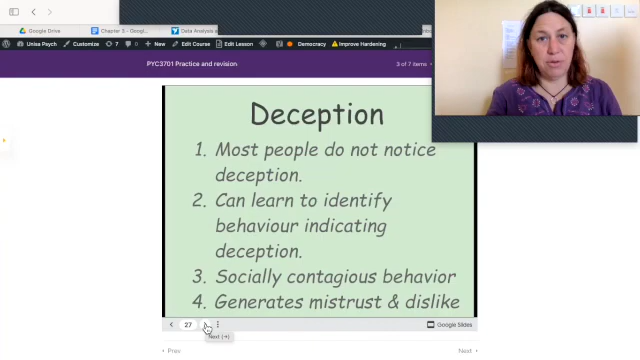 Google Drive
Chapter 3 - Googl
Data Analysis a
Unisa Psych
Customize
7
0
New
Edit Course
Edit Lesson
Democracy
Improve Hardening
PYC3701 Practice and revision
3 of 7 items
Deception
1. Most people do not notice
deception.
2. Can learn to identify
behaviour indicating
deception.
3. Socially contagious behavior
4. Generates mistrust & dislike
27
Google Slides
Next (→)
Prev
Next